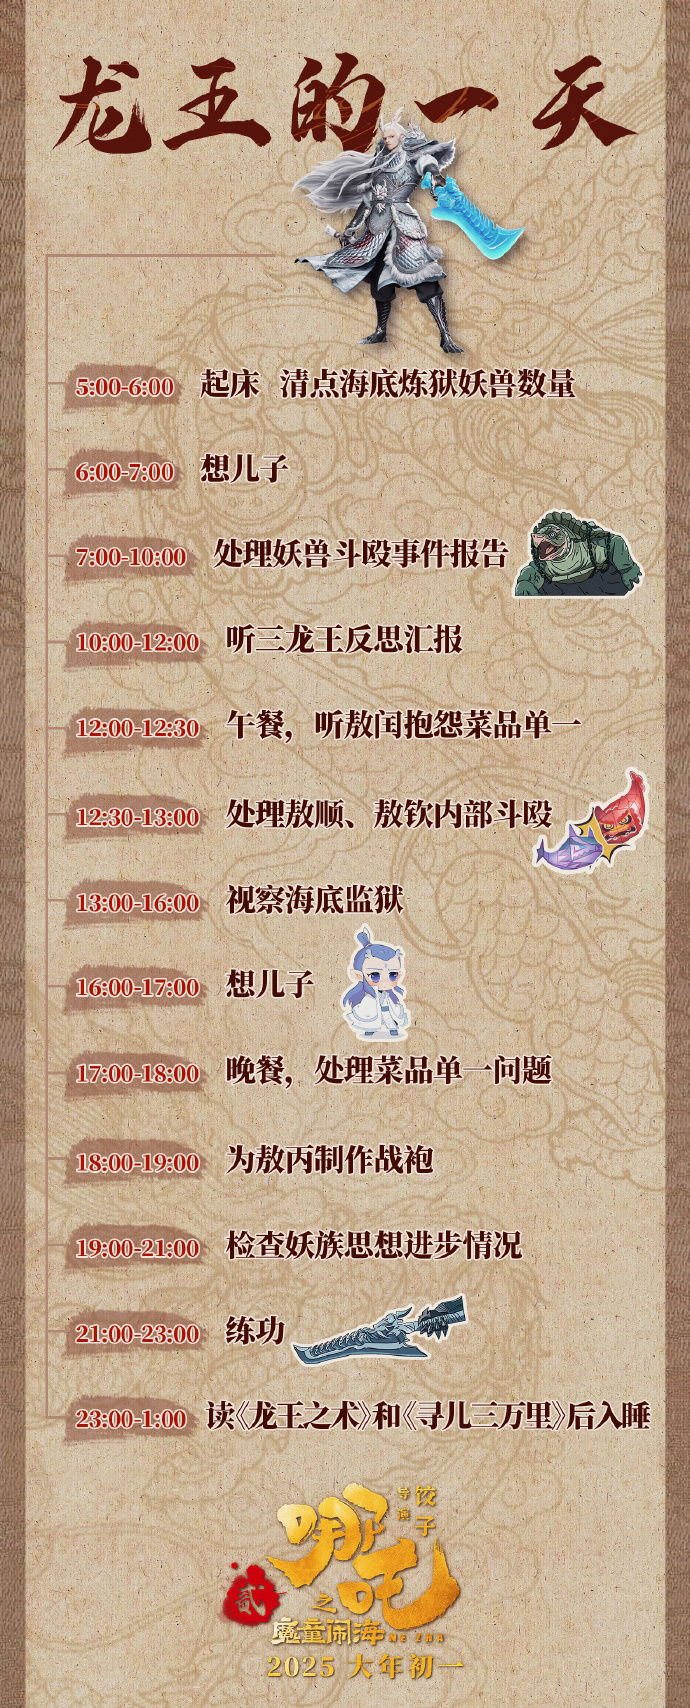 龙王的一天
5:00-6:00 起床 清点海底炼狱妖兽数量
6:00-7:00 想儿子
7:00-10:00 处理妖兽斗殴事件报告
10:00-12:00 听三龙王反思汇报
12:00-12:30 午餐，听敖闰抱怨菜品单一
12:30-13:00 处理敖顺、敖钦内部斗殴
13:00-16:00 视察海底监狱
16:00-17:00 想儿子
17:00-18:00 晚餐，处理菜品单一问题
18:00-19:00 为敖丙制作战袍
19:00-21:00 检查妖族思想进步情况
21:00-23:00 练功
23:00-1:00 读《龙王之术》和《寻儿三万里》后入睡
导演 饺子
哪吒
贰
之
魔童闹海 NE ZHA
2025 大年初一